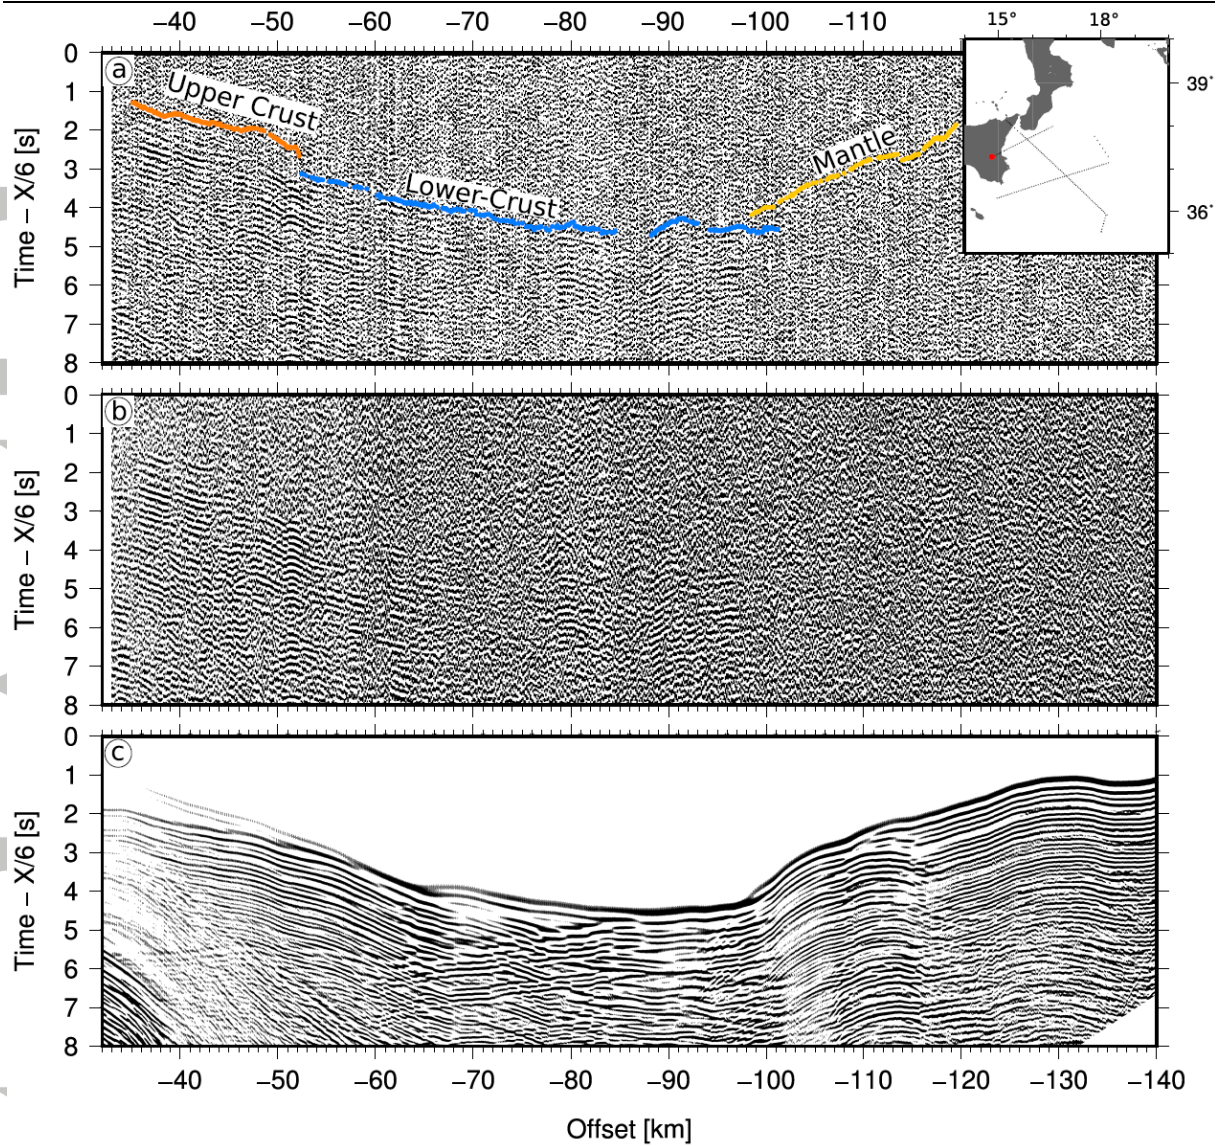 −40 −50 −60 −70 −80 −90 −100 −110
15° 18°
39°
36°
a
Upper Crust
Lower-Crust
Mantle
0
1
2
3
4
5
6
7
8
Time – X/6 [s]
b
0
1
2
3
4
5
6
7
8
Time – X/6 [s]
c
0
1
2
3
4
5
6
7
8
Time – X/6 [s]
−40 −50 −60 −70 −80 −90 −100 −110 −120 −130 −140
Offset [km]